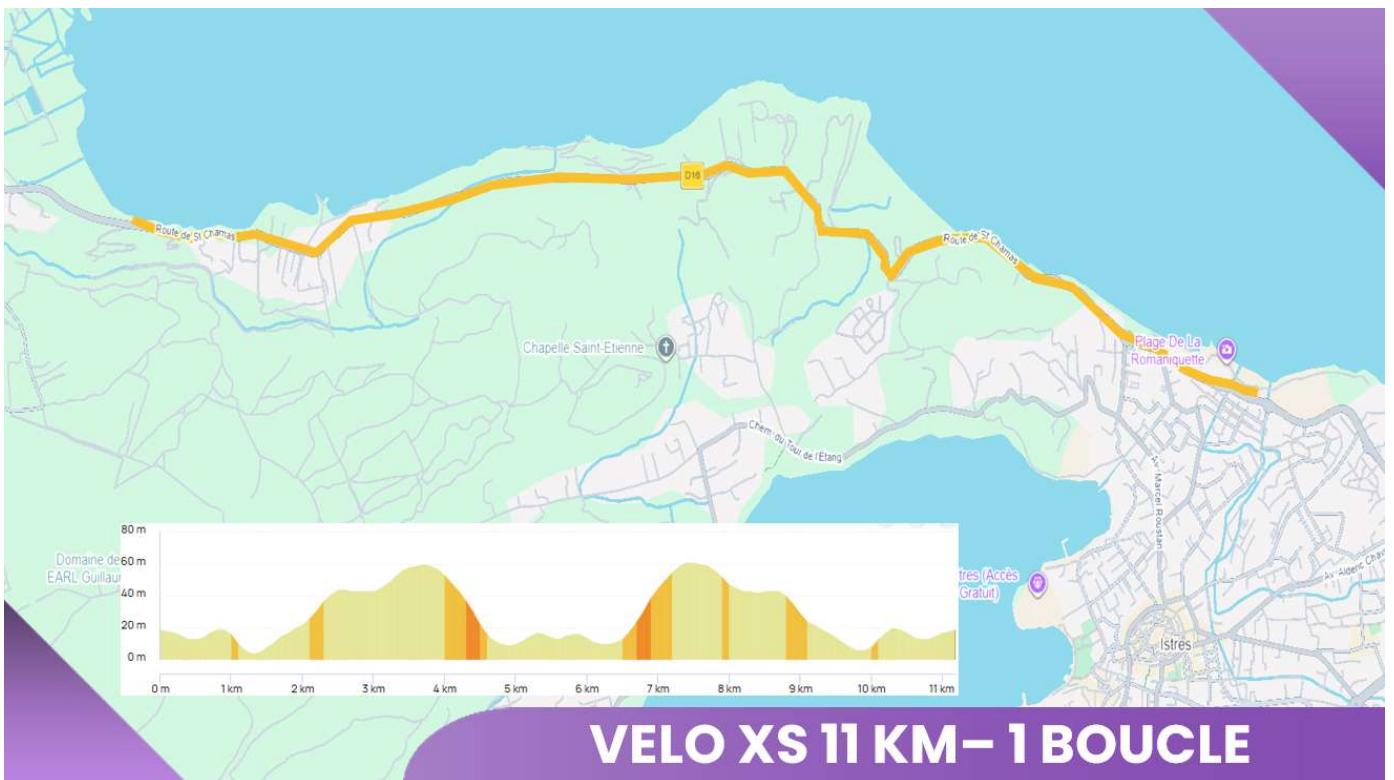 D16
Route de St Chamas
Route de St Chamas
Plage De La
Romaniquette
Chapelle Saint-Etienne
Chem. du Tour de l'Etang
Av. Marcel Roustan
Domaine de
EARL Guillau
tres (Accès
Gratuit)
Istres
80 m
60 m
40 m
20 m
0 m
0 m
1 km
2 km
3 km
4 km
5 km
6 km
7 km
8 km
9 km
10 km
11 km
VELO XS 11 KM– 1 BOUCLE